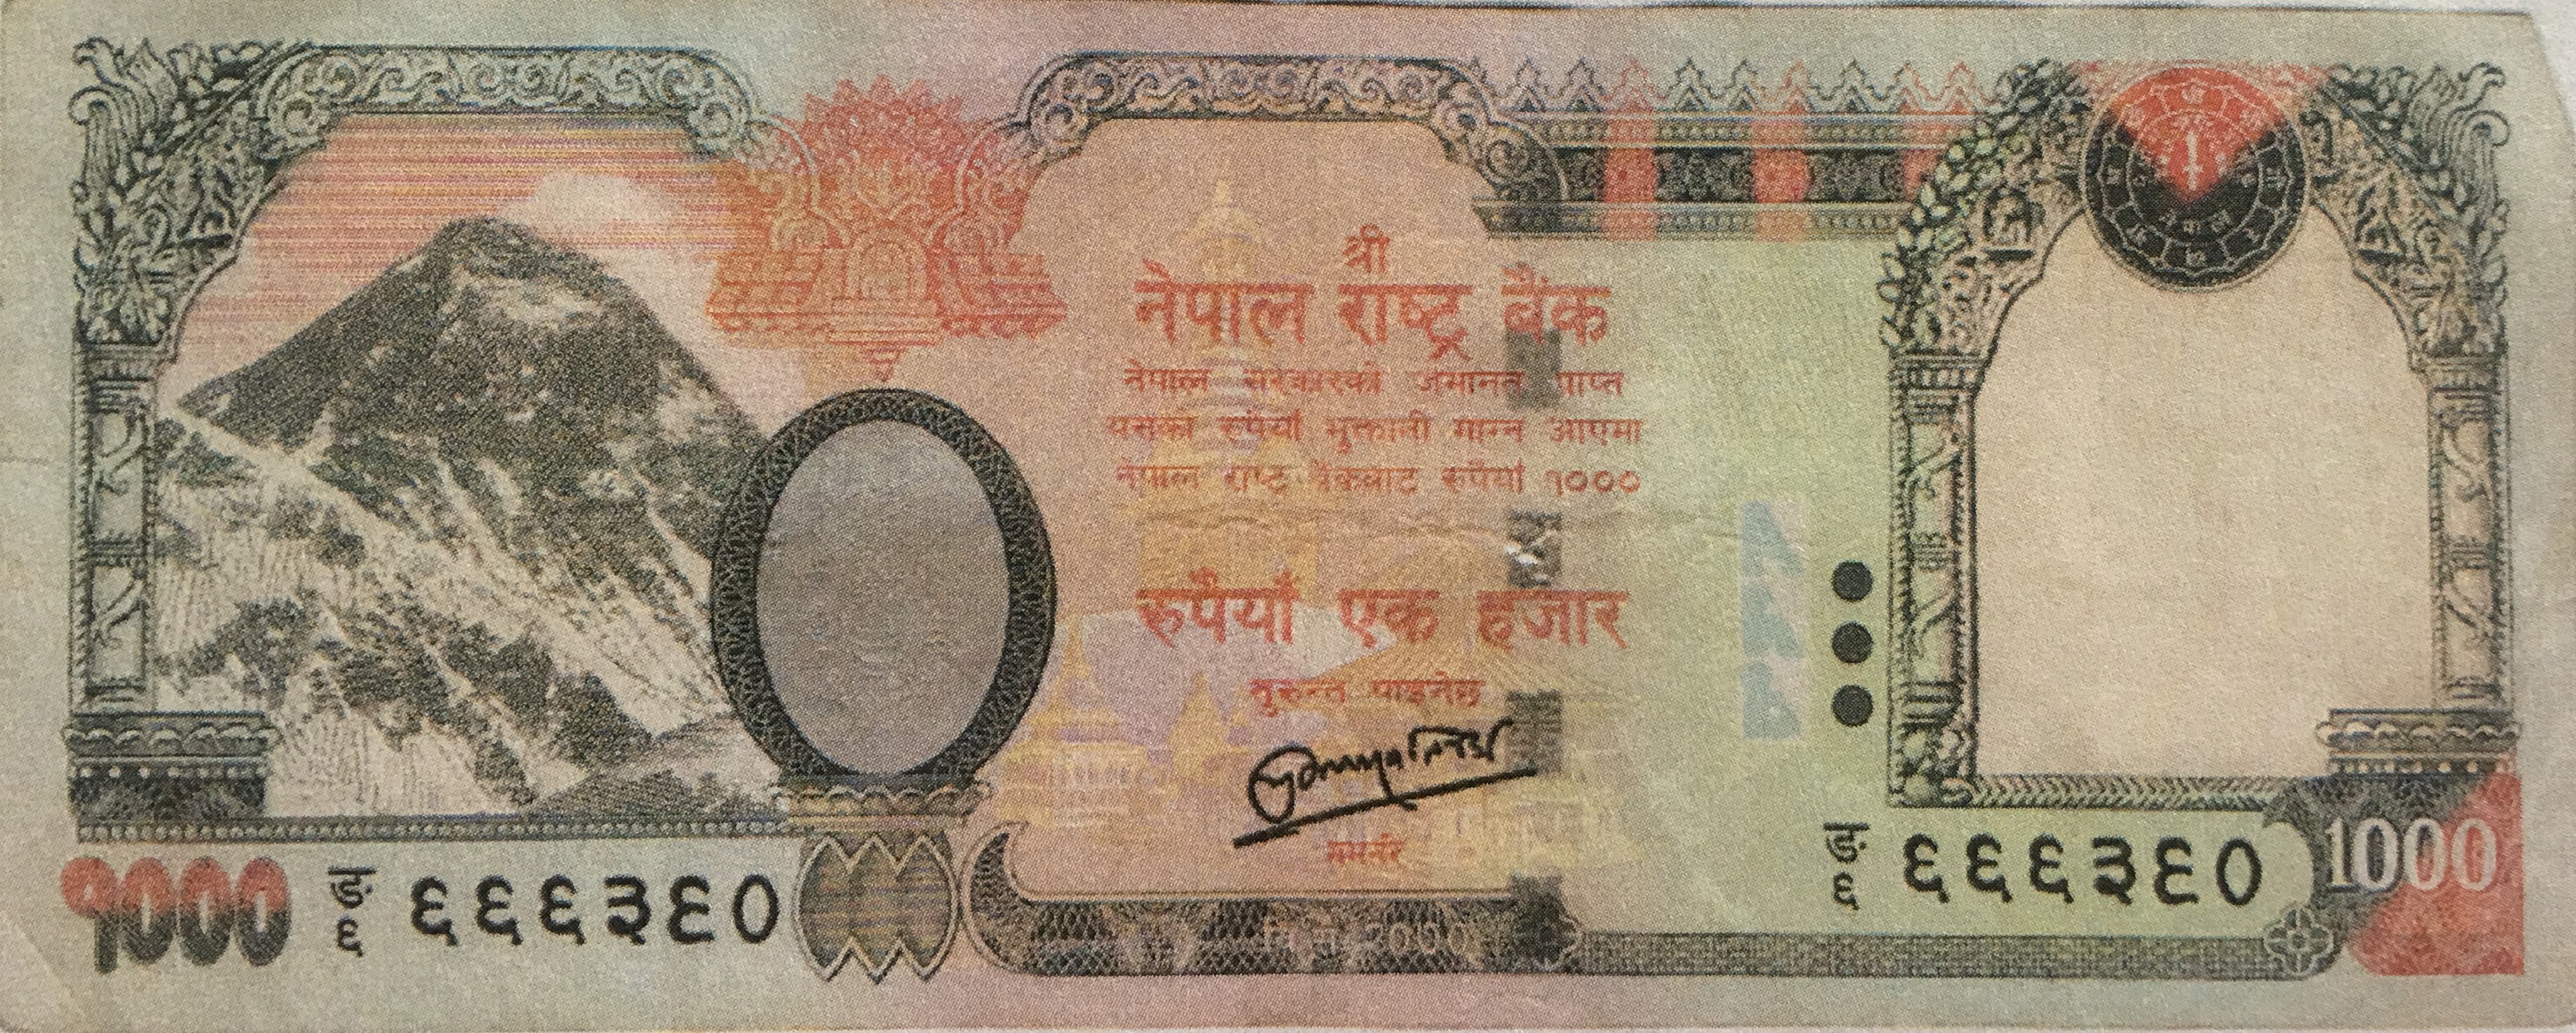 श्री
नेपाल राष्ट्र बैंक
नेपाल सरकारको जमानत प्राप्त
यसको रुपैयाँ भुक्तानी माग्न आएमा
नेपाल राष्ट्र बैंकबाट रुपैयाँ १०००
रुपैयाँ एक हजार
तुरुन्त पाइनेछ
गभर्नर
१००० ङ ६ ६६६३९०
ङ ६ ६६६३९० 1000